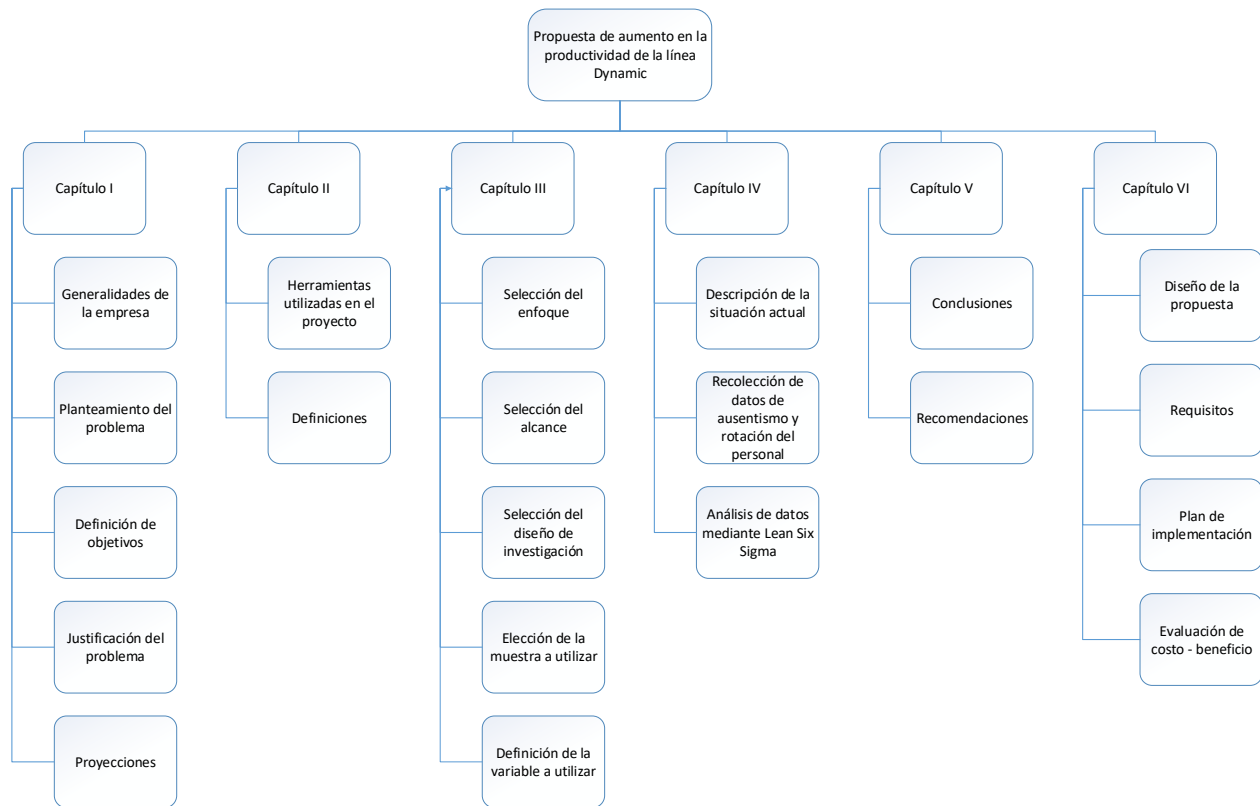 Propuesta de aumento en la
productividad de la línea
Dynamic
Capítulo I
Capítulo II
Capítulo III
Capítulo IV
Capítulo V
Capítulo VI
Generalidades de
la empresa
Planteamiento del
problema
Definición de
objetivos
Justificación del
problema
Proyecciones
Herramientas
utilizadas en el
proyecto
Definiciones
Selección del
enfoque
Selección del
alcance
Selección del
diseño de
investigación
Elección de la
muestra a utilizar
Definición de la
variable a utilizar
Descripción de la
situación actual
Recolección de
datos de
ausentismo y
rotación del
personal
Análisis de datos
mediante Lean Six
Sigma
Conclusiones
Recomendaciones
Diseño de la
propuesta
Requisitos
Plan de
implementación
Evaluación de
costo - beneficio